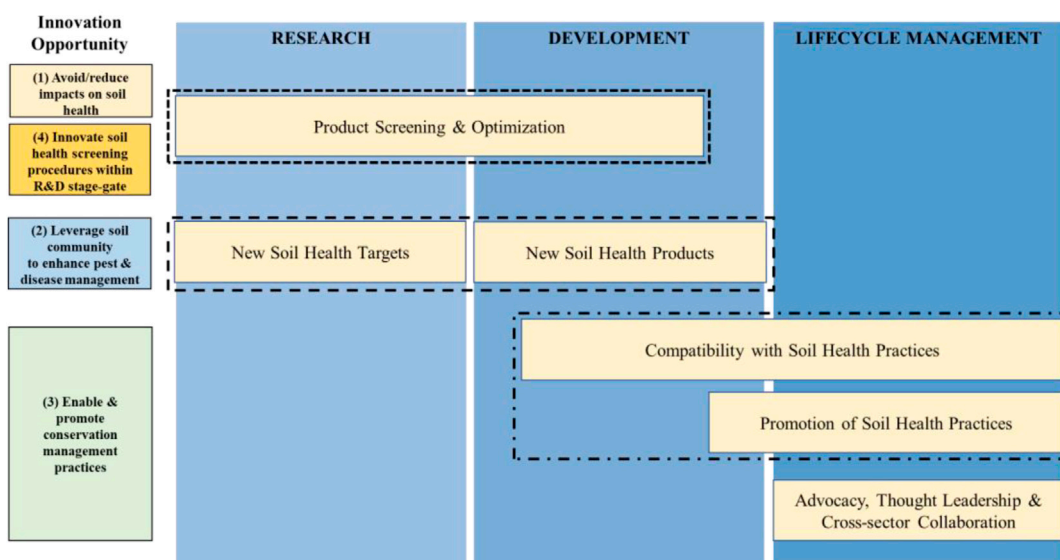 Innovation
Opportunity
RESEARCH
DEVELOPMENT
LIFECYCLE MANAGEMENT
(1) Avoid/reduce
impacts on soil
health
(4) Innovate soil
health screening
procedures within
R&D stage-gate
Product Screening & Optimization
(2) Leverage soil
community
to enhance pest &
disease management
New Soil Health Targets
New Soil Health Products
(3) Enable &
promote
conservation
management
practices
Compatibility with Soil Health Practices
Promotion of Soil Health Practices
Advocacy, Thought Leadership &
Cross-sector Collaboration